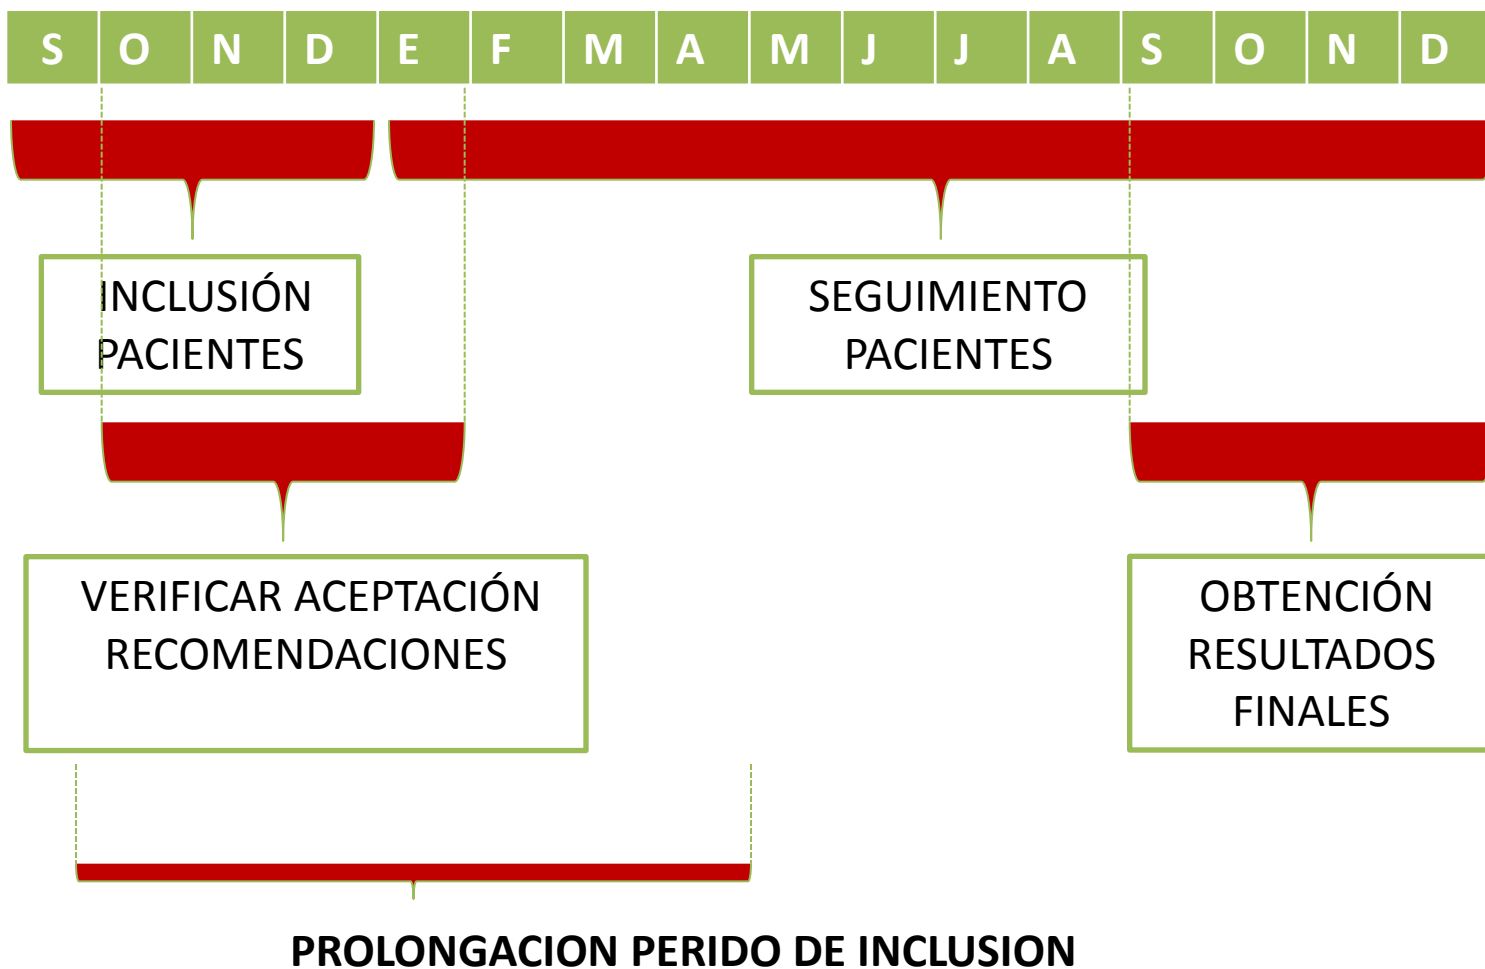 S O N D E F M A M J J A S O N D
INCLUSIÓN
PACIENTES
SEGUIMIENTO
PACIENTES
VERIFICAR ACEPTACIÓN
RECOMENDACIONES
OBTENCIÓN
RESULTADOS
FINALES
PROLONGACION PERIDO DE INCLUSION